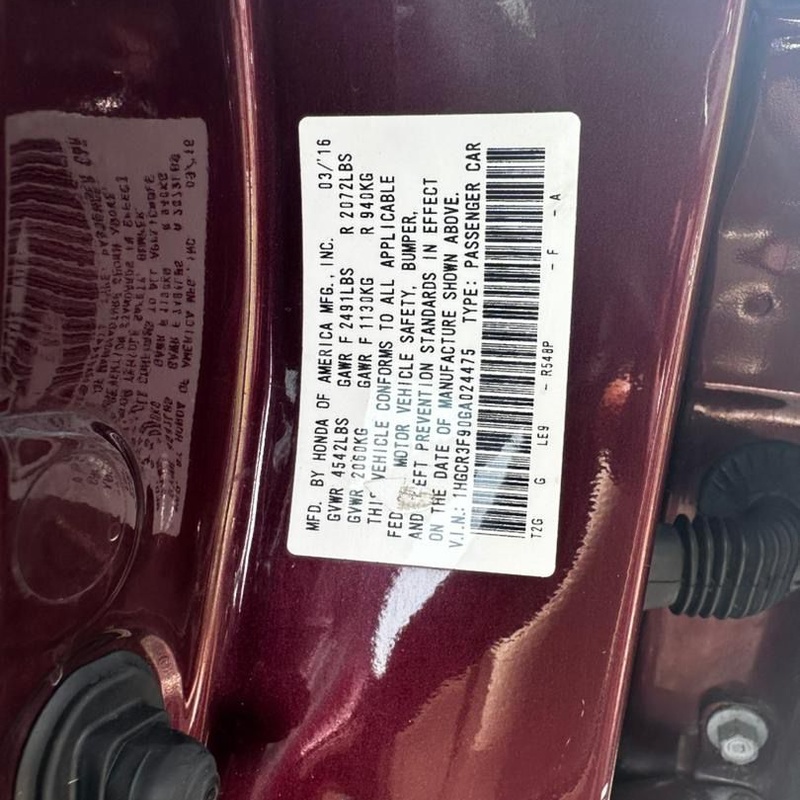 MFD. BY HONDA OF AMERICA MFG., INC. 03/'16
GVWR 4542LBS GAWR F 2491LBS R 2072LBS
GVWR 2060KG GAWR F 1130KG R 940KG
THIS VEHICLE CONFORMS TO ALL APPLICABLE
FED MOTOR VEHICLE SAFETY, BUMPER,
AND EFT PREVENTION STANDARDS IN EFFECT
ON THE DATE OF MANUFACTURE SHOWN ABOVE.
V.I.N.: 1HGCR3F90GA024475 TYPE: PASSENGER CAR
T2G G LE9 - R548P - F - A